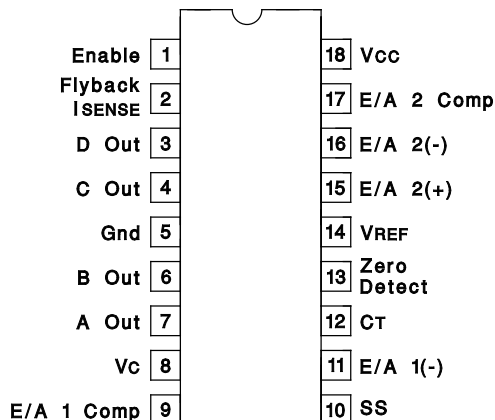 Enable 1 18 VCC
Flyback
ISENSE 2 17 E/A 2 Comp
D Out 3 16 E/A 2(-)
C Out 4 15 E/A 2(+)
Gnd 5 14 VREF
B Out 6 13 Zero
Detect
A Out 7 12 CT
VC 8 11 E/A 1(-)
E/A 1 Comp 9 10 SS